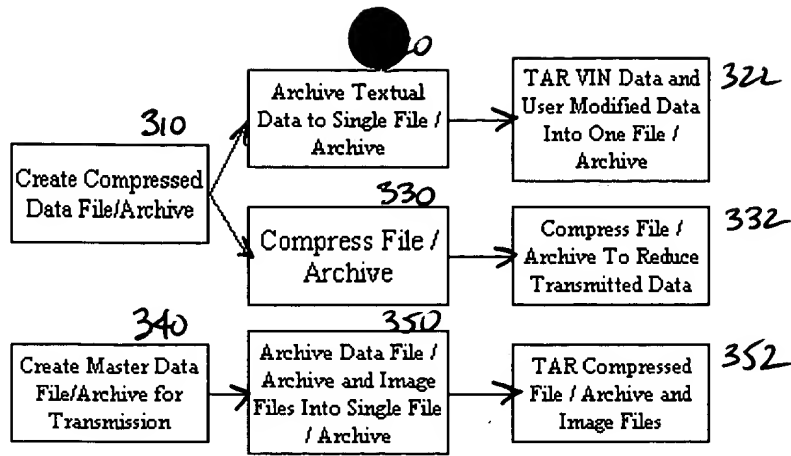 310
Create Compressed
Data File/Archive
Archive Textual
Data to Single File /
Archive
322
TAR VIN Data and
User Modified Data
Into One File /
Archive
330
Compress File /
Archive
332
Compress File /
Archive To Reduce
Transmitted Data
340
Create Master Data
File/Archive for
Transmission
350
Archive Data File /
Archive and Image
Files Into Single File
/ Archive
352
TAR Compressed
File / Archive and
Image Files